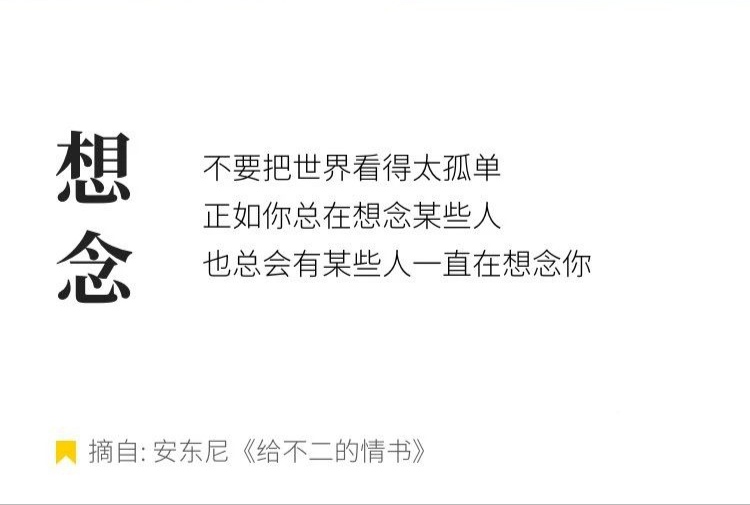 想念
不要把世界看得太孤单
正如你总在想念某些人
也总会有某些人一直在想念你
摘自: 安东尼《给不二的情书》